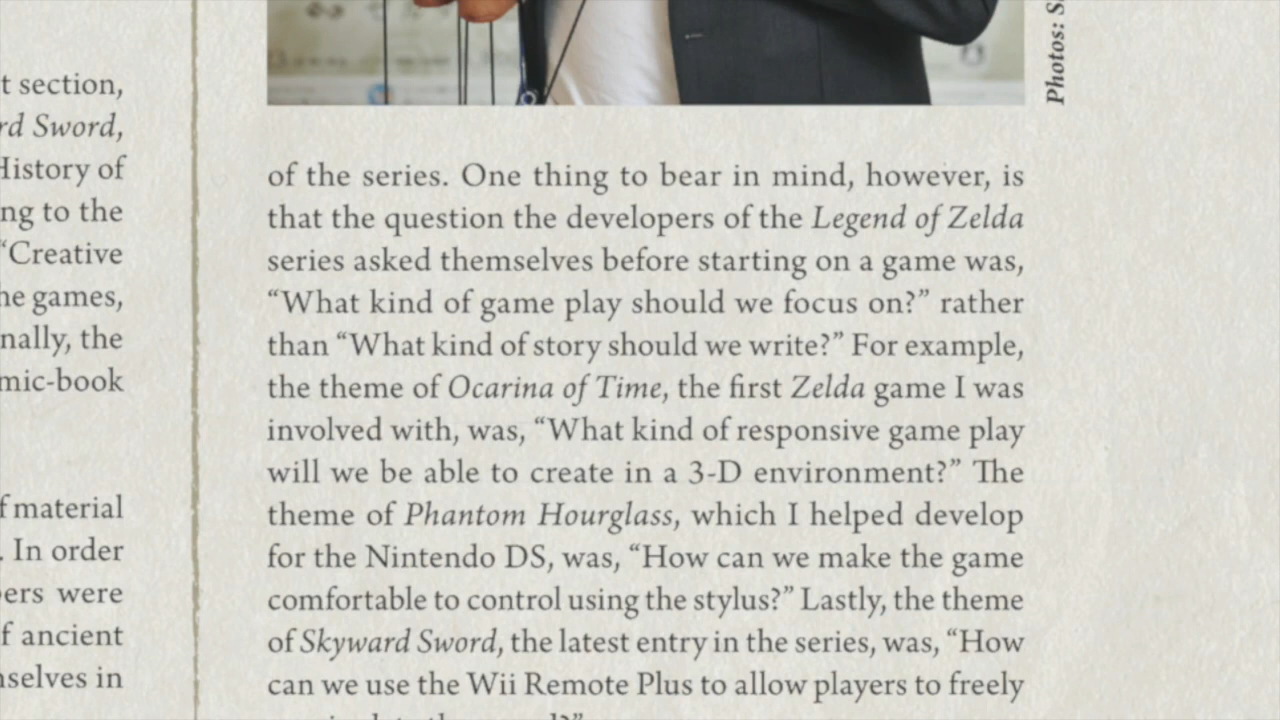 t section,
rd Sword,
History of
ng to the
“Creative
he games,
nally, the
mic-book
f material
. In order
ers were
f ancient
selves in
Photos: S
of the series. One thing to bear in mind, however, is
that the question the developers of the Legend of Zelda
series asked themselves before starting on a game was,
“What kind of game play should we focus on?” rather
than “What kind of story should we write?” For example,
the theme of Ocarina of Time, the first Zelda game I was
involved with, was, “What kind of responsive game play
will we be able to create in a 3-D environment?” The
theme of Phantom Hourglass, which I helped develop
for the Nintendo DS, was, “How can we make the game
comfortable to control using the stylus?” Lastly, the theme
of Skyward Sword, the latest entry in the series, was, “How
can we use the Wii Remote Plus to allow players to freely